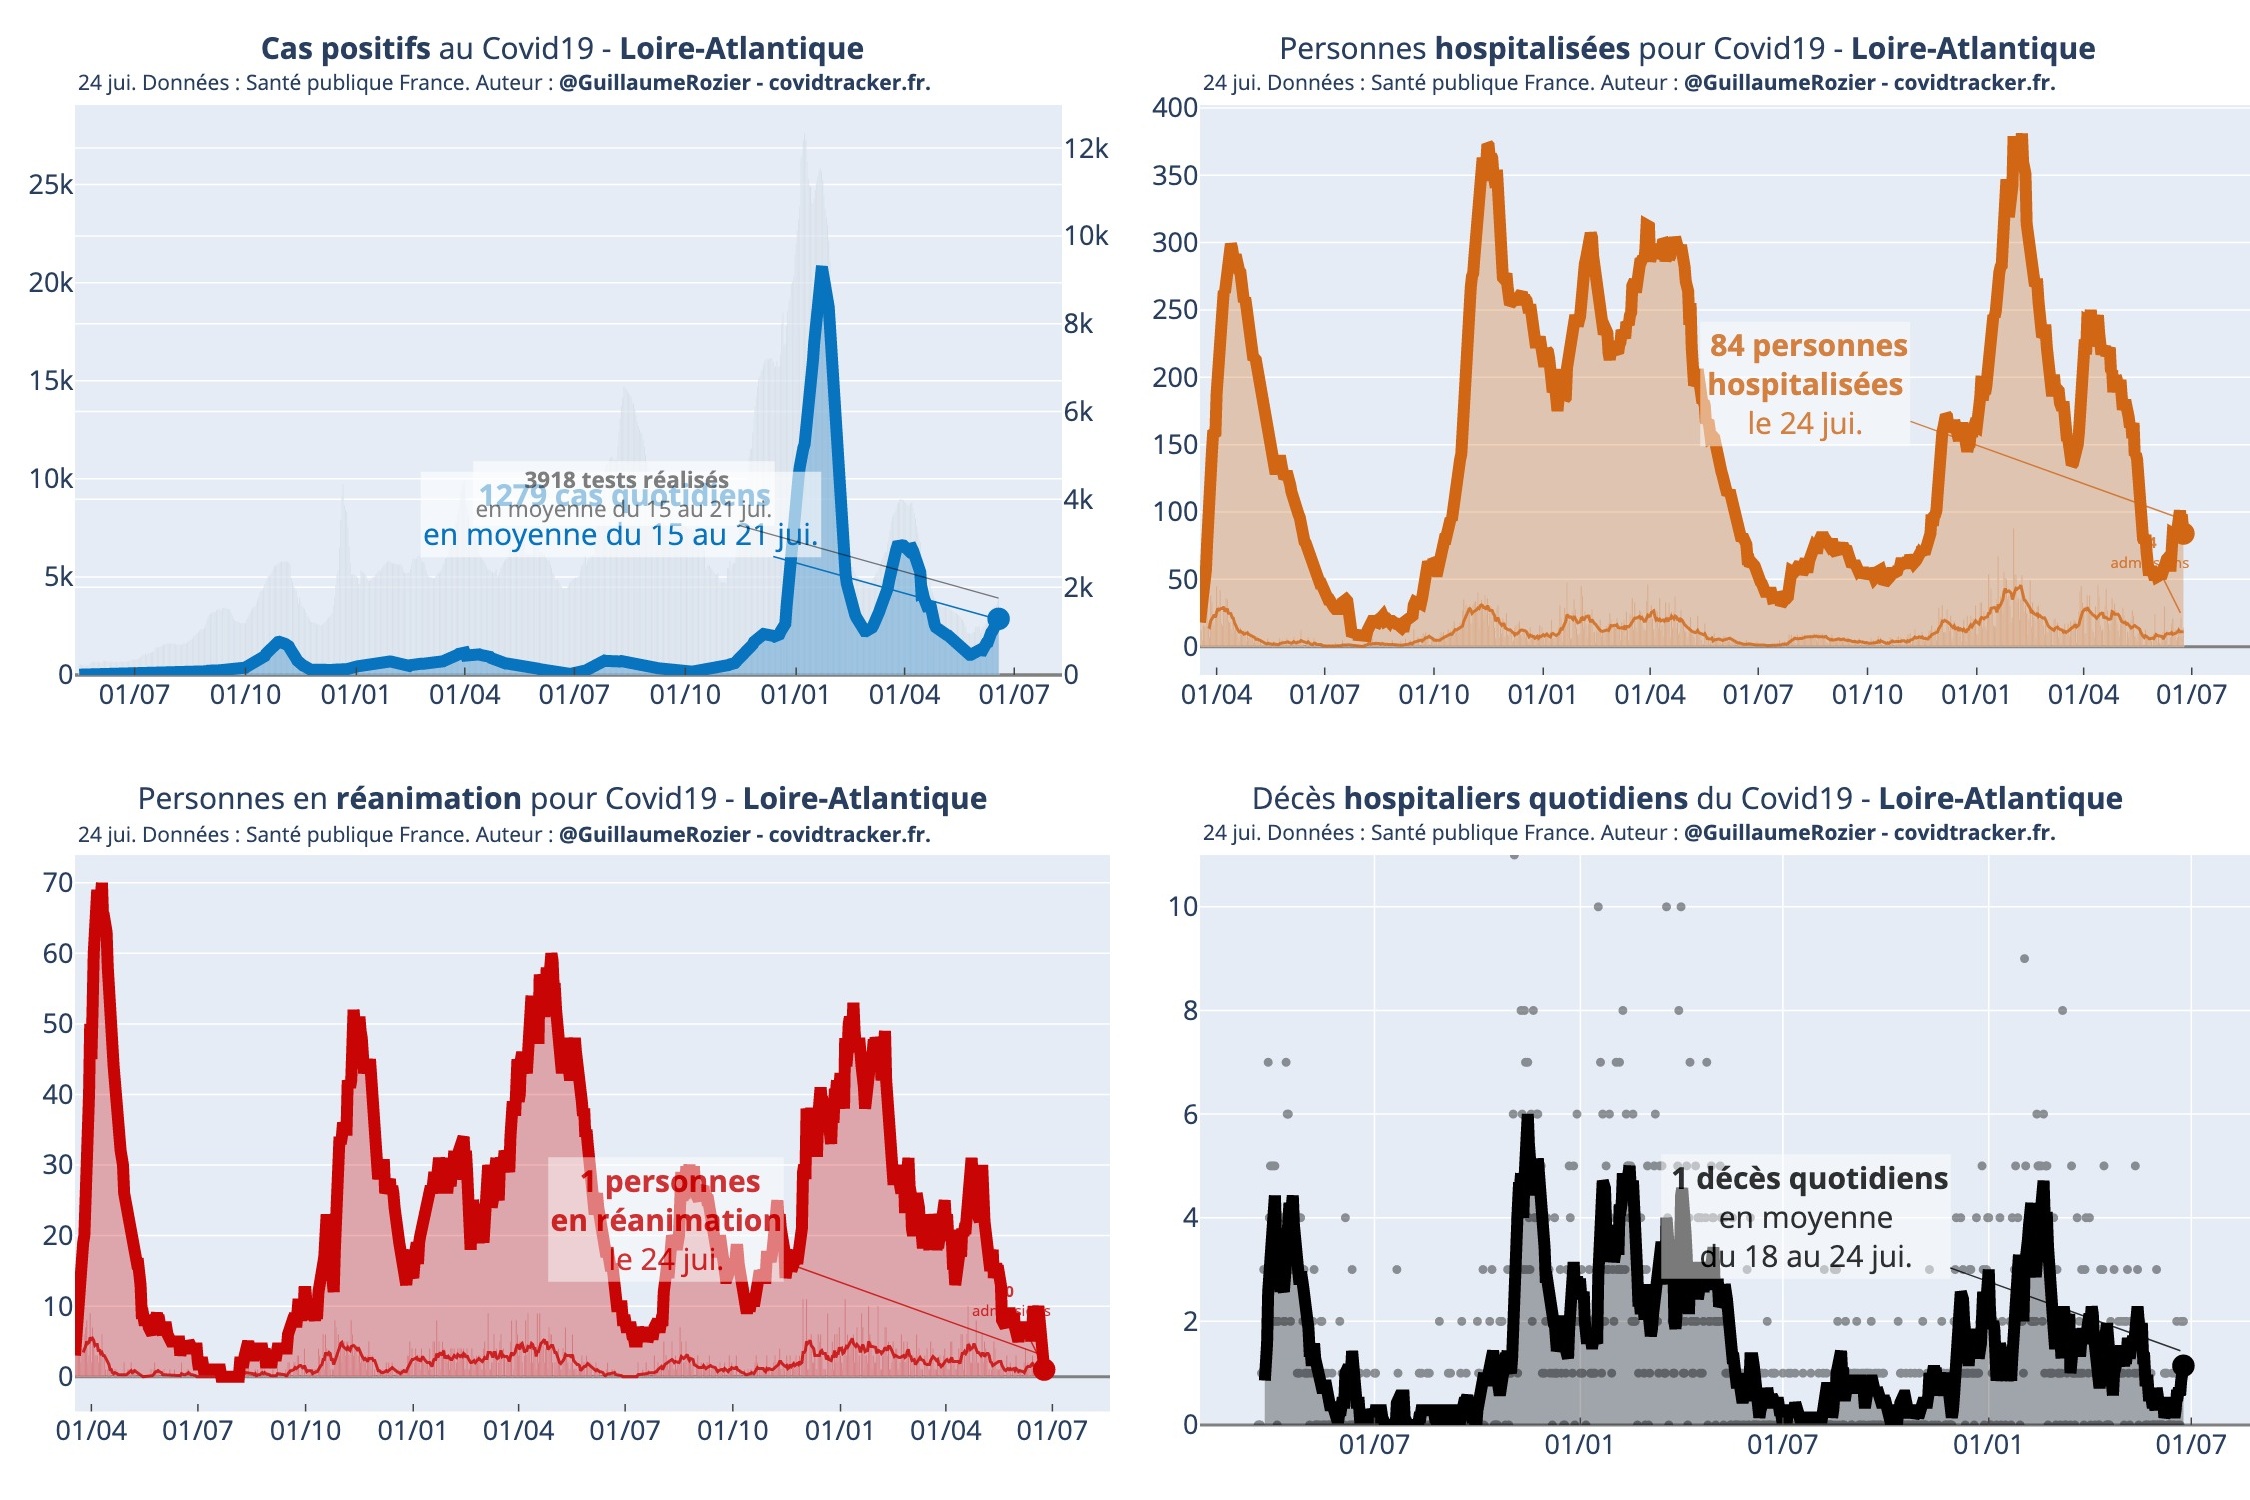 Cas positifs au Covid19 - Loire-Atlantique
24 jui. Données : Santé publique France. Auteur : @GuillaumeRozier - covidtracker.fr.
25k
20k
15k
10k
5k
0
12k
10k
8k
6k
4k
2k
0
3918 tests réalisés
en moyenne du 15 au 21 jui.
1279 cas quotidiens
en moyenne du 15 au 21 jui.
01/07 01/10 01/01 01/04 01/07 01/10 01/01 01/04 01/07
Personnes hospitalisées pour Covid19 - Loire-Atlantique
24 jui. Données : Santé publique France. Auteur : @GuillaumeRozier - covidtracker.fr.
400
350
300
250
200
150
100
50
0
84 personnes
hospitalisées
le 24 jui.
admissions
01/04 01/07 01/10 01/01 01/04 01/07 01/10 01/01 01/04 01/07
Personnes en réanimation pour Covid19 - Loire-Atlantique
24 jui. Données : Santé publique France. Auteur : @GuillaumeRozier - covidtracker.fr.
70
60
50
40
30
20
10
0
1 personnes
en réanimation
le 24 jui.
0
admissions
01/04 01/07 01/10 01/01 01/04 01/07 01/10 01/01 01/04 01/07
Décès hospitaliers quotidiens du Covid19 - Loire-Atlantique
24 jui. Données : Santé publique France. Auteur : @GuillaumeRozier - covidtracker.fr.
10
8
6
4
2
0
1 décès quotidiens
en moyenne
du 18 au 24 jui.
01/07 01/01 01/07 01/01 01/07